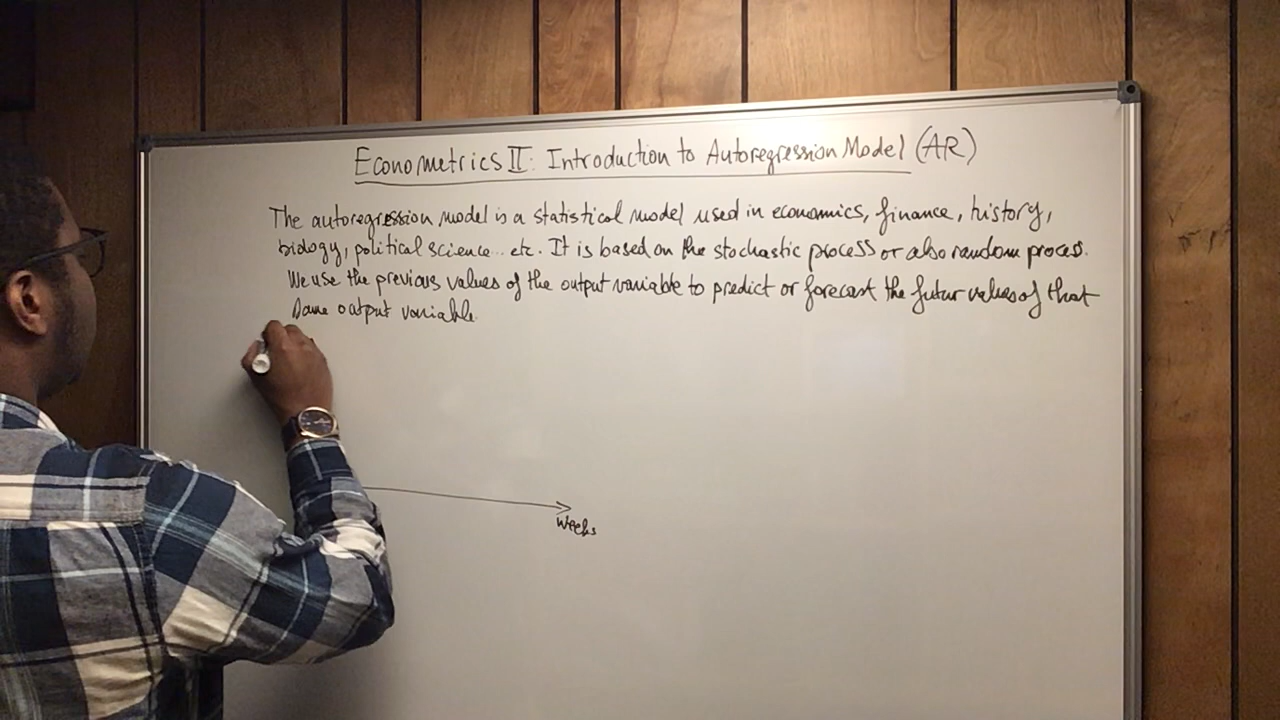 Econometrics II: Introduction to Autoregression Model (AR)
The autoregression model is a statistical model used in economics, finance, history,
biology, political science... etc. It is based on the stochastic process or also random process.
We use the previous values of the output variable to predict or forecast the futur values of that
same output variable.
weeks